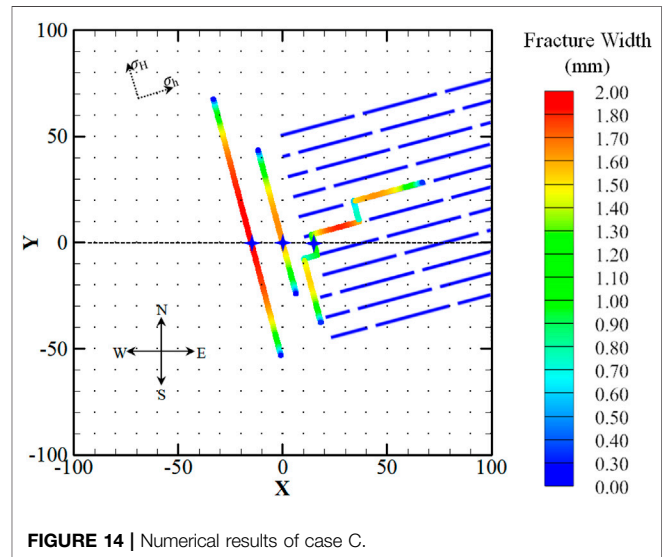 100
50
0
-50
-100
Y
-100
-50
0
50
100
X
σH
σh
N
W
E
S
Fracture Width
(mm)
2.00
1.80
1.70
1.60
1.50
1.40
1.30
1.20
1.10
1.00
0.90
0.80
0.70
0.60
0.50
0.40
0.30
0.00
FIGURE 14 | Numerical results of case C.